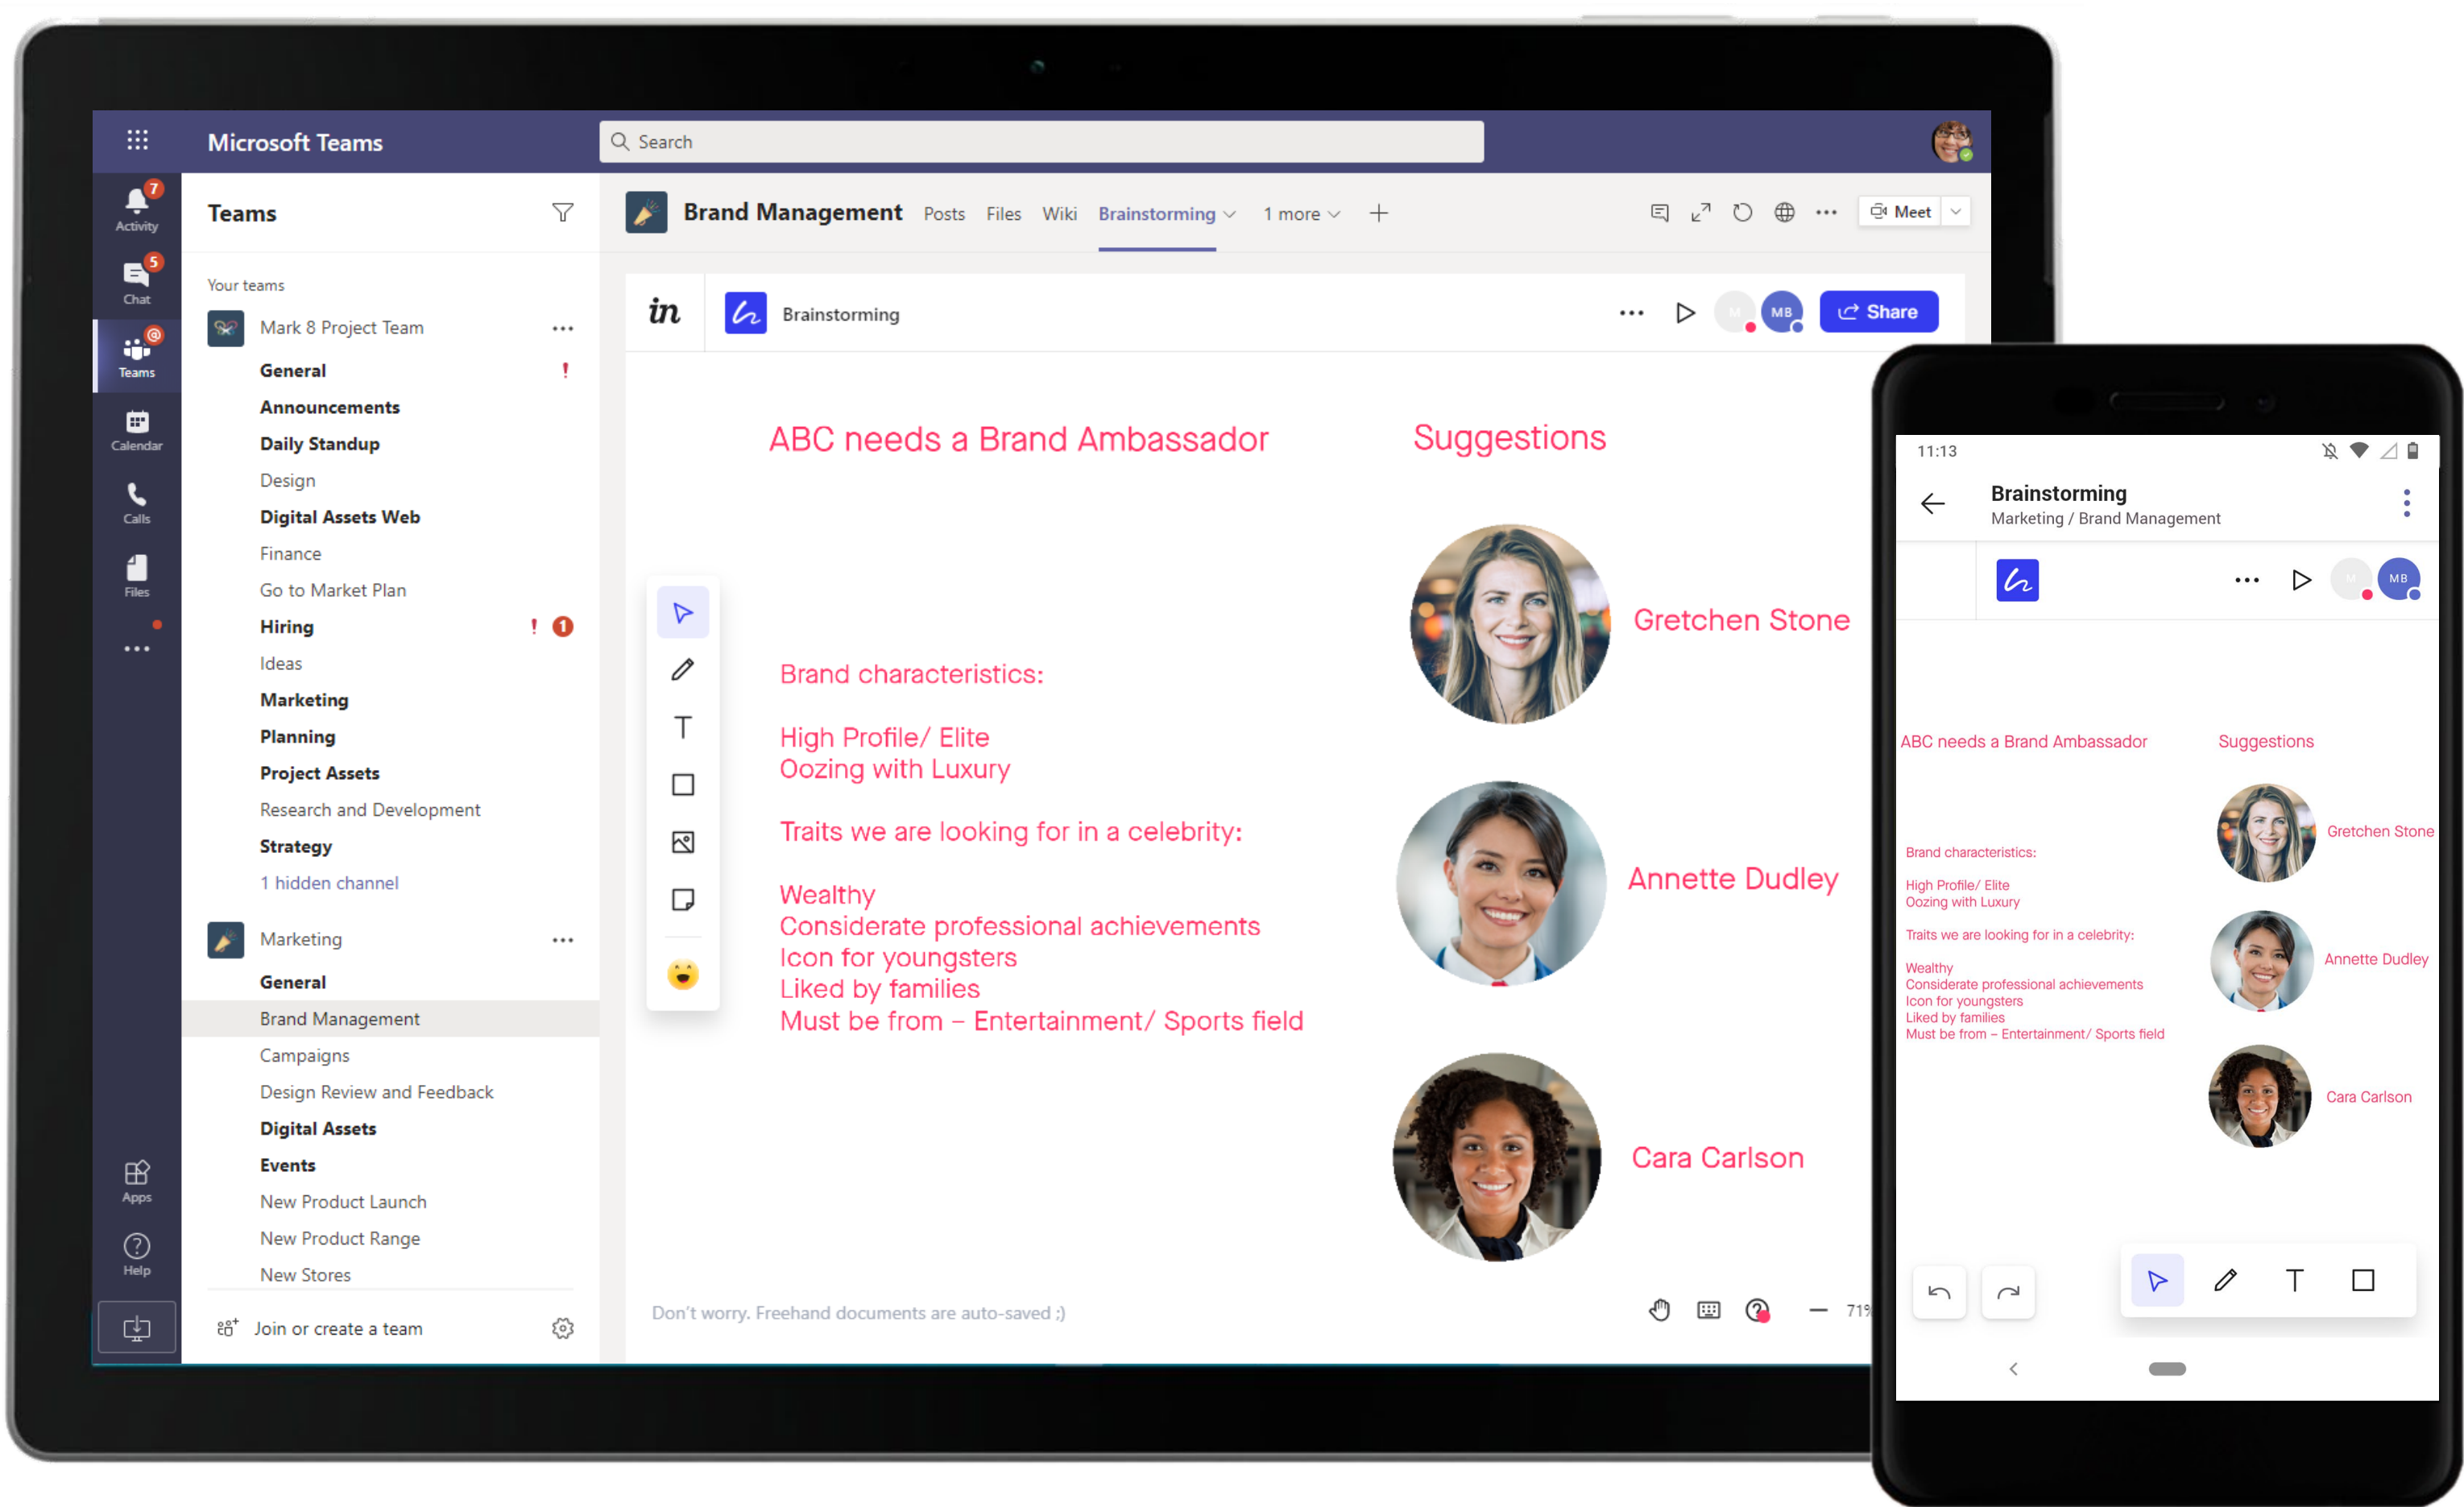 Microsoft Teams
Search
7
Activity
5
Chat
@
Teams
Calendar
Calls
Files
Apps
Help
Teams
Your teams
Mark 8 Project Team
General !
Announcements
Daily Standup
Design
Digital Assets Web
Finance
Go to Market Plan
Hiring ! 1
Ideas
Marketing
Planning
Project Assets
Research and Development
Strategy
1 hidden channel
Marketing
General
Brand Management
Campaigns
Design Review and Feedback
Digital Assets
Events
New Product Launch
New Product Range
New Stores
Join or create a team
Brand Management Posts Files Wiki Brainstorming 1 more
Meet
in Brainstorming M MB Share
ABC needs a Brand Ambassador
Brand characteristics:
High Profile/ Elite
Oozing with Luxury
Traits we are looking for in a celebrity:
Wealthy
Considerate professional achievements
Icon for youngsters
Liked by families
Must be from – Entertainment/ Sports field
Suggestions
Gretchen Stone
Annette Dudley
Cara Carlson
T
Don't worry. Freehand documents are auto-saved ;)
71%
11:13
Brainstorming
Marketing / Brand Management
M MB
ABC needs a Brand Ambassador
Brand characteristics:
High Profile/ Elite
Oozing with Luxury
Traits we are looking for in a celebrity:
Wealthy
Considerate professional achievements
Icon for youngsters
Liked by families
Must be from – Entertainment/ Sports field
Suggestions
Gretchen Stone
Annette Dudley
Cara Carlson
T